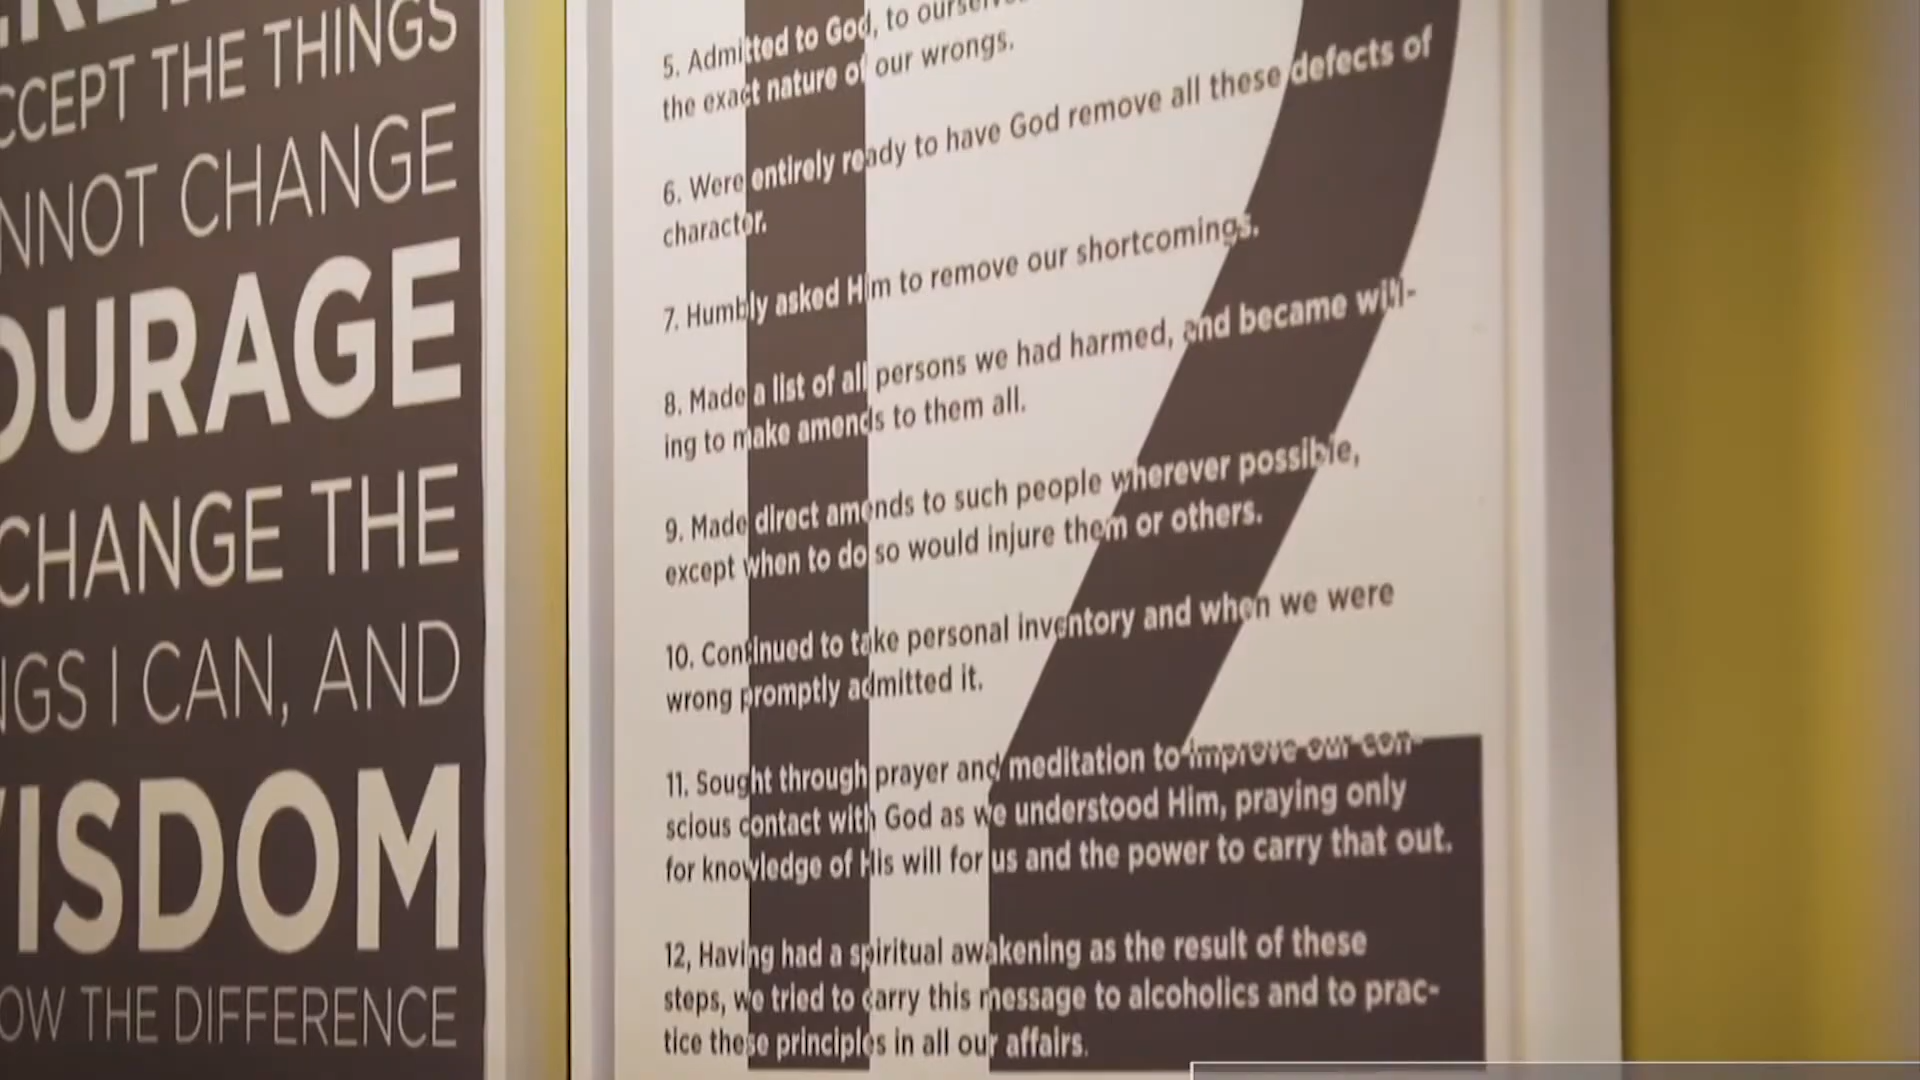 CCEPT THE THINGS
NNOT CHANGE
OURAGE
CHANGE THE
NGS I CAN, AND
ISDOM
OW THE DIFFERENCE
5. Admitted to God, to
the exact nature of our wrongs.
6. Were entirely ready to have God remove all these defects of
character.
7. Humbly asked Him to remove our shortcomings.
8. Made a list of all persons we had harmed, and became will-
ing to make amends to them all.
9. Made direct amends to such people wherever possible,
except when to do so would injure them or others.
10. Continued to take personal inventory and when we were
wrong promptly admitted it.
11. Sought through prayer and meditation to improve our con-
scious contact with God as we understood Him, praying only
for knowledge of His will for us and the power to carry that out.
12, Having had a spiritual awakening as the result of these
steps, we tried to carry this message to alcoholics and to prac-
tice these principles in all our affairs.